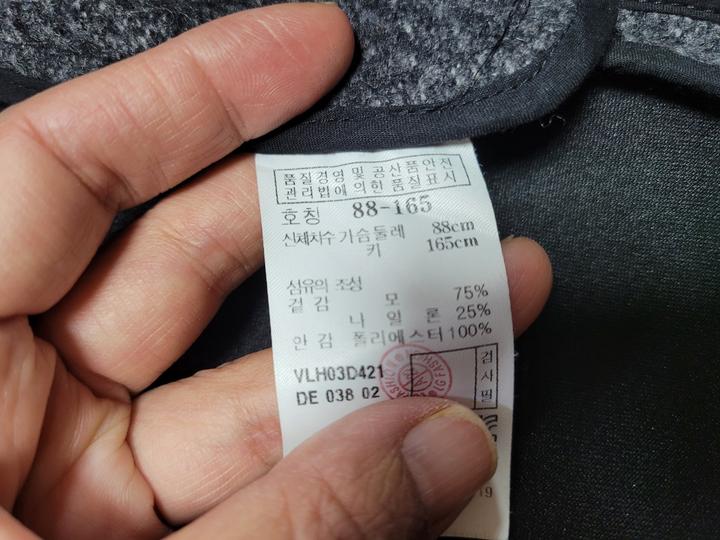 품질경영 및 공산품안전
관리법에 의한 품질표시
호칭 88-165
신체치수 가슴둘레 88cm
키 165cm
섬유의 조성
겉감 모 75%
나일론 25%
안감 폴리에스터 100%
VLH03D421
DE 038 02
검사필
19